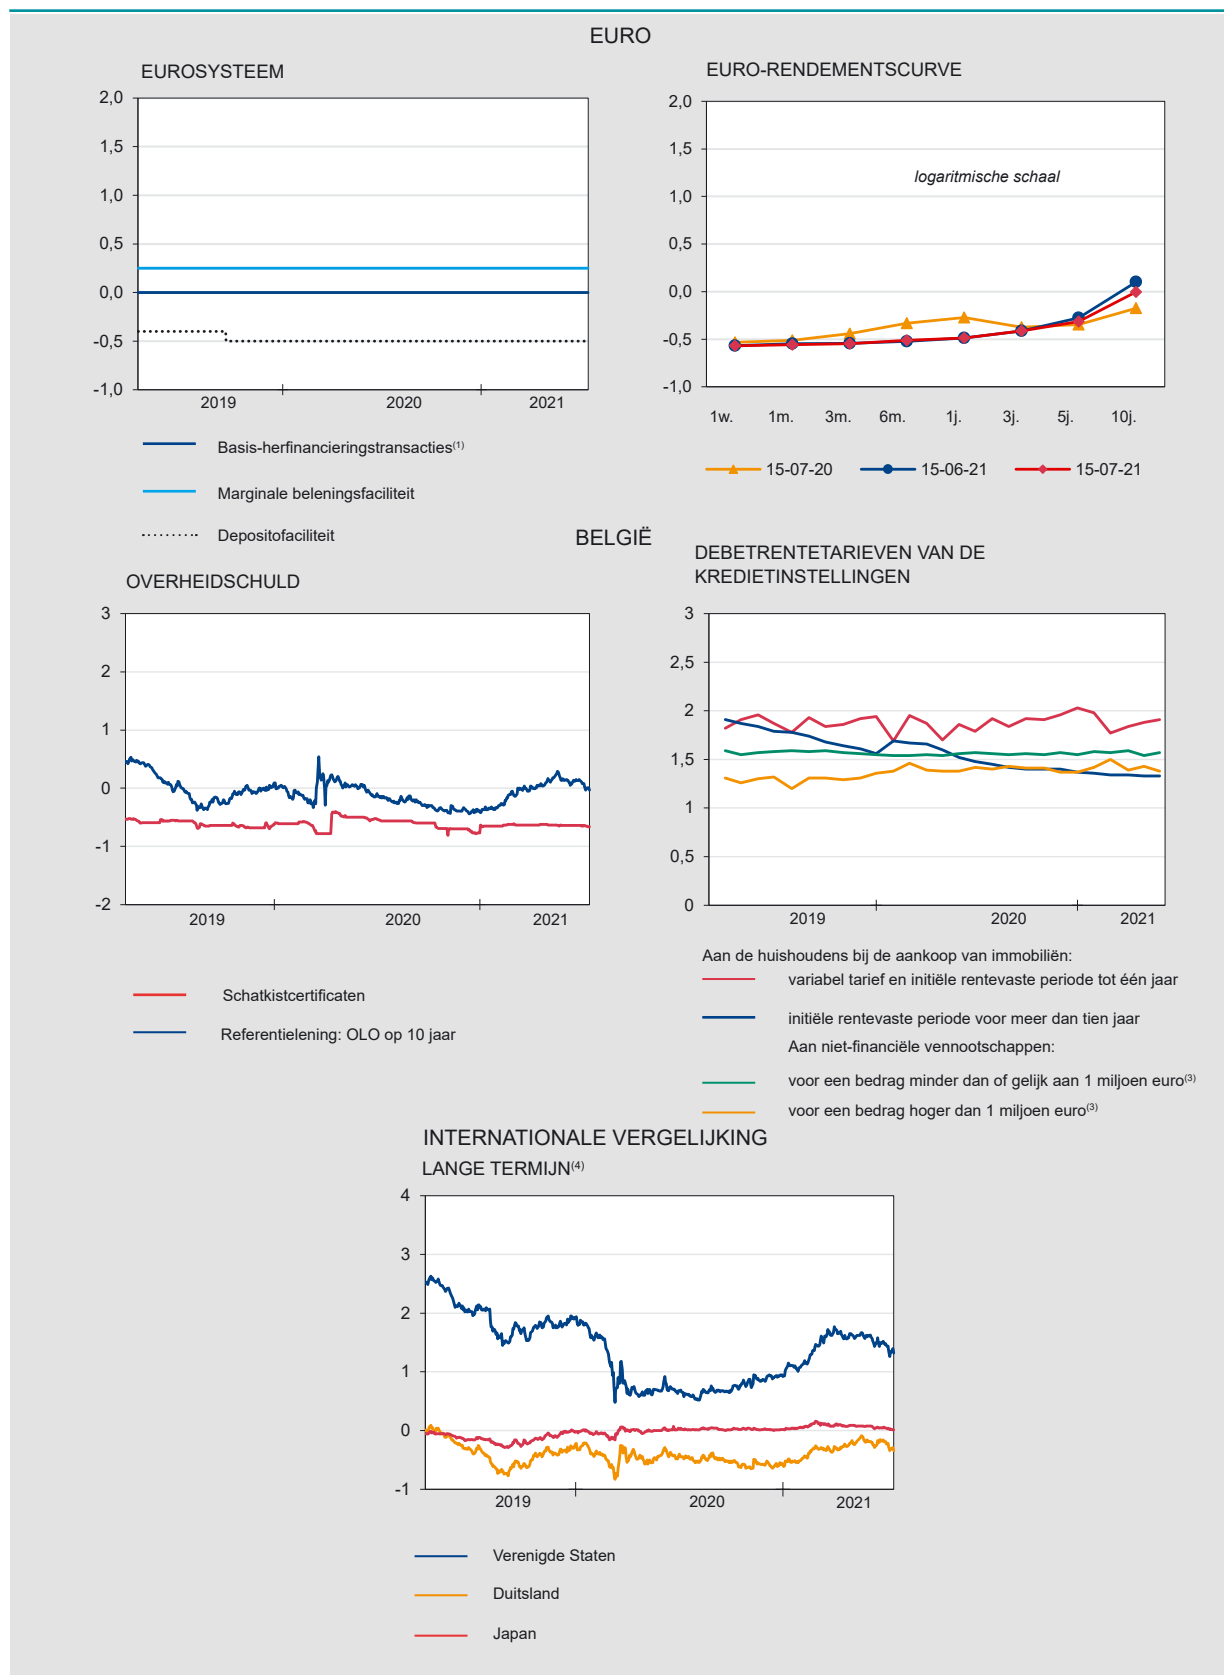 EURO
EUROSYSTEEM
2,0
1,5
1,0
0,5
0,0
-0,5
-1,0
2019
2020
2021
Basis-herfinancieringstransacties(1)
Marginale beleningsfaciliteit
Depositofaciliteit
EURO-RENDEMENTSCURVE
2,0
1,5
1,0
0,5
0,0
-0,5
-1,0
logaritmische schaal
1w.
1m.
3m.
6m.
1j.
3j.
5j.
10j.
15-07-20
15-06-21
15-07-21
BELGIË
OVERHEIDSCHULD
3
2
1
0
-1
-2
2019
2020
2021
Schatkistcertificaten
Referentielening: OLO op 10 jaar
DEBETRENTETARIEVEN VAN DE
KREDIETINSTELLINGEN
3
2,5
2
1,5
1
0,5
0
2019
2020
2021
Aan de huishoudens bij de aankoop van immobiliën:
variabel tarief en initiële rentevaste periode tot één jaar
initiële rentevaste periode voor meer dan tien jaar
Aan niet-financiële vennootschappen:
voor een bedrag minder dan of gelijk aan 1 miljoen euro(3)
voor een bedrag hoger dan 1 miljoen euro(3)
INTERNATIONALE VERGELIJKING
LANGE TERMIJN(4)
4
3
2
1
0
-1
2019
2020
2021
Verenigde Staten
Duitsland
Japan